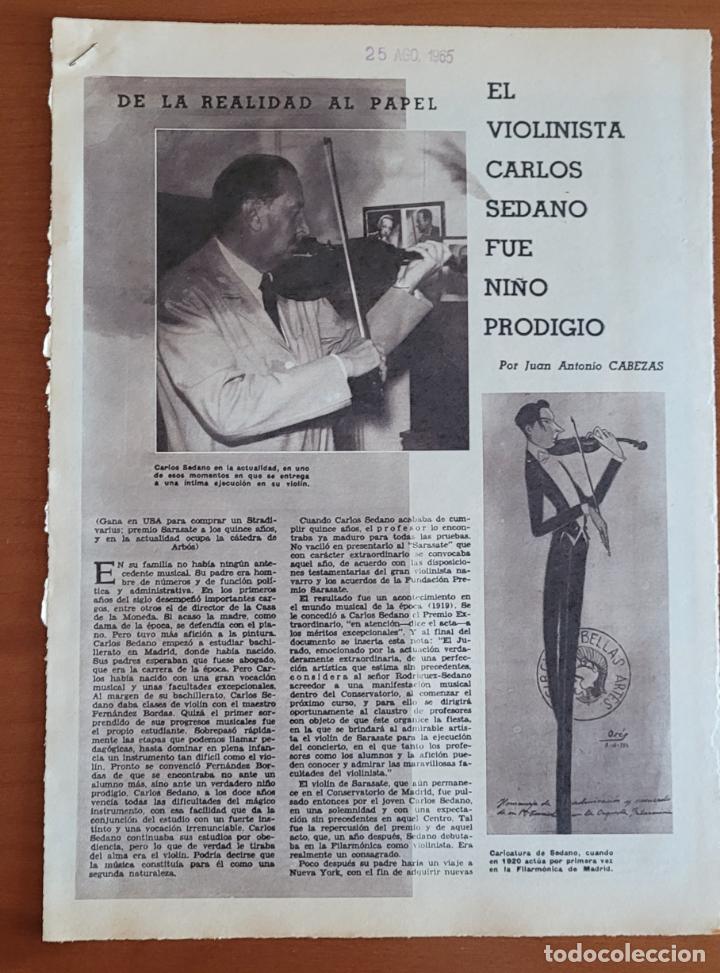 25 AGO. 1965
DE LA REALIDAD AL PAPEL
EL
VIOLINISTA
CARLOS
SEDANO
FUE
NIÑO
PRODIGIO
Por Juan Antonio CABEZAS
Carlos Sedano en la actualidad, en uno
de esos momentos en que se entrega
a una íntima ejecución en su violín.
(Gana en USA para comprar un Stradi-
varius; premio Sarasate a los quince años,
y en la actualidad ocupa la cátedra de
Arbós)
EN su familia no había ningún ante-
cedente musical. Su padre era hom-
bre de números y de función polí-
tica y administrativa. En los primeros
años del siglo desempeñó importantes car-
gos, entre otros el de director de la Casa
de la Moneda. Si acaso la madre, como
dama de la época, se defendía con el pia-
no. Pero tuvo más afición a la pintura.
Carlos Sedano empezó a estudiar bachi-
llerato en Madrid, donde había nacido.
Sus padres esperaban que fuese abogado,
que era la carrera de la época. Pero Car-
los había nacido con una gran vocación
musical y unas facultades excepcionales.
Al margen de su bachillerato, Carlos Se-
dano daba clases de violín con el maestro
Fernández Bordas. Quizá el primer sor-
prendido de sus progresos musicales fue
el propio estudiante. Sobrepasó rápida-
mente las etapas que podemos llamar pe-
dagógicas, hasta dominar en plena infan-
cia un instrumento tan difícil como el vio-
lín. Pronto se convenció Fernández Bor-
das de que se encontraba no ante un
alumno más, sino ante un verdadero niño
prodigio. Carlos Sedano, a los doce años
vencía todas las dificultades del mágico
instrumento, con esa facilidad que da la
conjunción del estudio con un fuerte ins-
tinto y una vocación irrenunciable. Carlos
Sedano continuaba sus estudios por obe-
diencia, pero lo que de verdad le tiraba
del alma era el violín. Podría decirse que
la música constituía para él como una
segunda naturaleza.
Cuando Carlos Sedano acababa de cum-
plir quince años, el profesor lo encon-
traba ya maduro para todas las pruebas.
No vaciló en presentarlo al "Sarasate" que
con carácter extraordinario se convocaba
aquel año, de acuerdo con las disposicio-
nes testamentarias del gran violinista na-
varro y los acuerdos de la Fundación Pre-
mio Sarasate.
El resultado fue un acontecimiento en
el mundo musical de la época (1919). Se
le concedió a Carlos Sedano el Premio Ex-
traordinario, "en atención—dice el acta—a
los méritos excepcionales". Y al final del
documento se inserta esta nota: "El Ju-
rado, emocionado por la actuación verda-
deramente extraordinaria, de una perfec-
ción artística que estima sin precedentes,
considera al señor Rodríguez-Sedano
acreedor a una manifestación musical
dentro del Conservatorio, al comenzar el
próximo curso, y para ello se dirigirá
oportunamente al claustro de profesores
con objeto de que éste organice la fiesta,
en la que se brindará al admirable artis-
ta el violín de Sarasate para la ejecución
del concierto, en el que tanto los profe-
sores como los alumnos y la afición pue-
den conocer y admirar las maravillosas fa-
cultades del violinista."
El violín de Sarasate, que aún permane-
ce en el Conservatorio de Madrid, fue pul-
sado entonces por el joven Carlos Sedano,
en una solemnidad y con una expecta-
ción sin precedentes en aquel Centro. Tal
fue la repercusión del premio y de aquel
acto, que, un año después, Sedano debuta-
ba en la Filarmónica como violinista. Era
realmente un consagrado.
Poco después su padre haría un viaje a
Nueva York, con el fin de adquirir nuevas
BELLAS ARTES
Homenaje de
Caricatura de Sedano, cuando
en 1920 actúa por primera vez
en la Filarmónica de Madrid.
todocoleccion